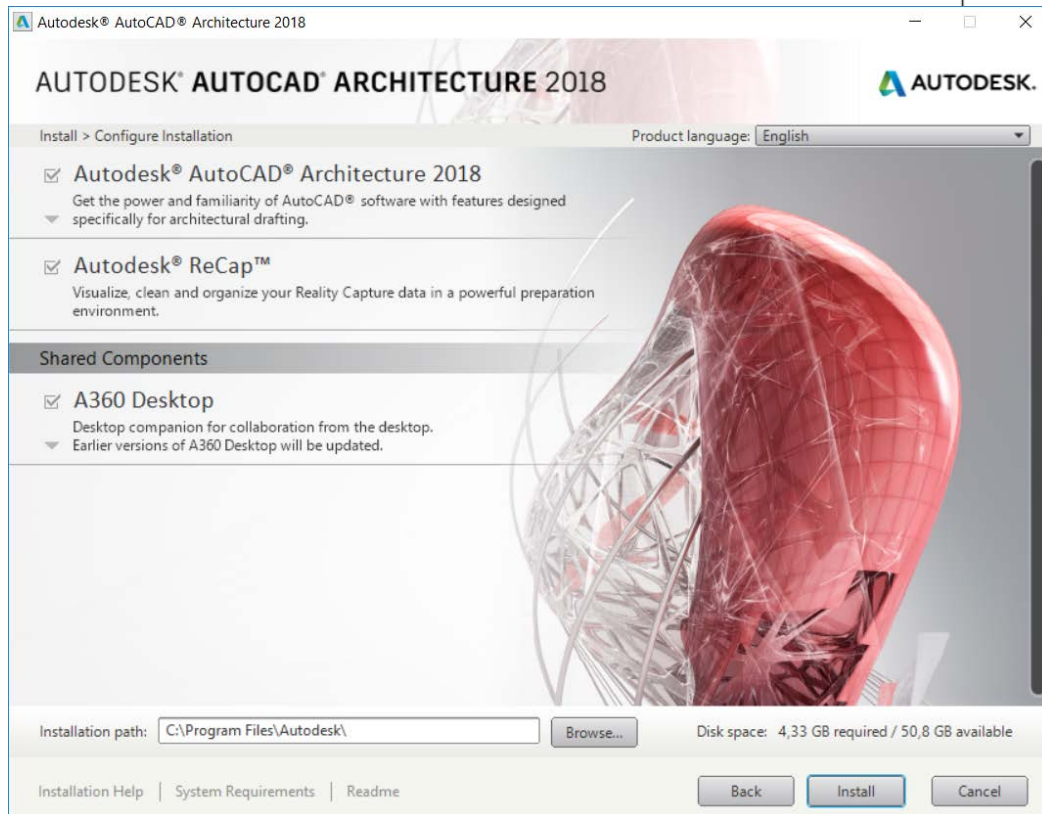 Autodesk® AutoCAD® Architecture 2018
AUTODESK® AUTOCAD® ARCHITECTURE 2018
AUTODESK.
Install > Configure Installation
Product language: English
Autodesk® AutoCAD® Architecture 2018
Get the power and familiarity of AutoCAD® software with features designed
specifically for architectural drafting.
Autodesk® ReCap™
Visualize, clean and organize your Reality Capture data in a powerful preparation
environment.
Shared Components
A360 Desktop
Desktop companion for collaboration from the desktop.
Earlier versions of A360 Desktop will be updated.
Installation path: C:\Program Files\Autodesk\ Browse... Disk space: 4,33 GB required / 50,8 GB available
Installation Help | System Requirements | Readme
Back Install Cancel